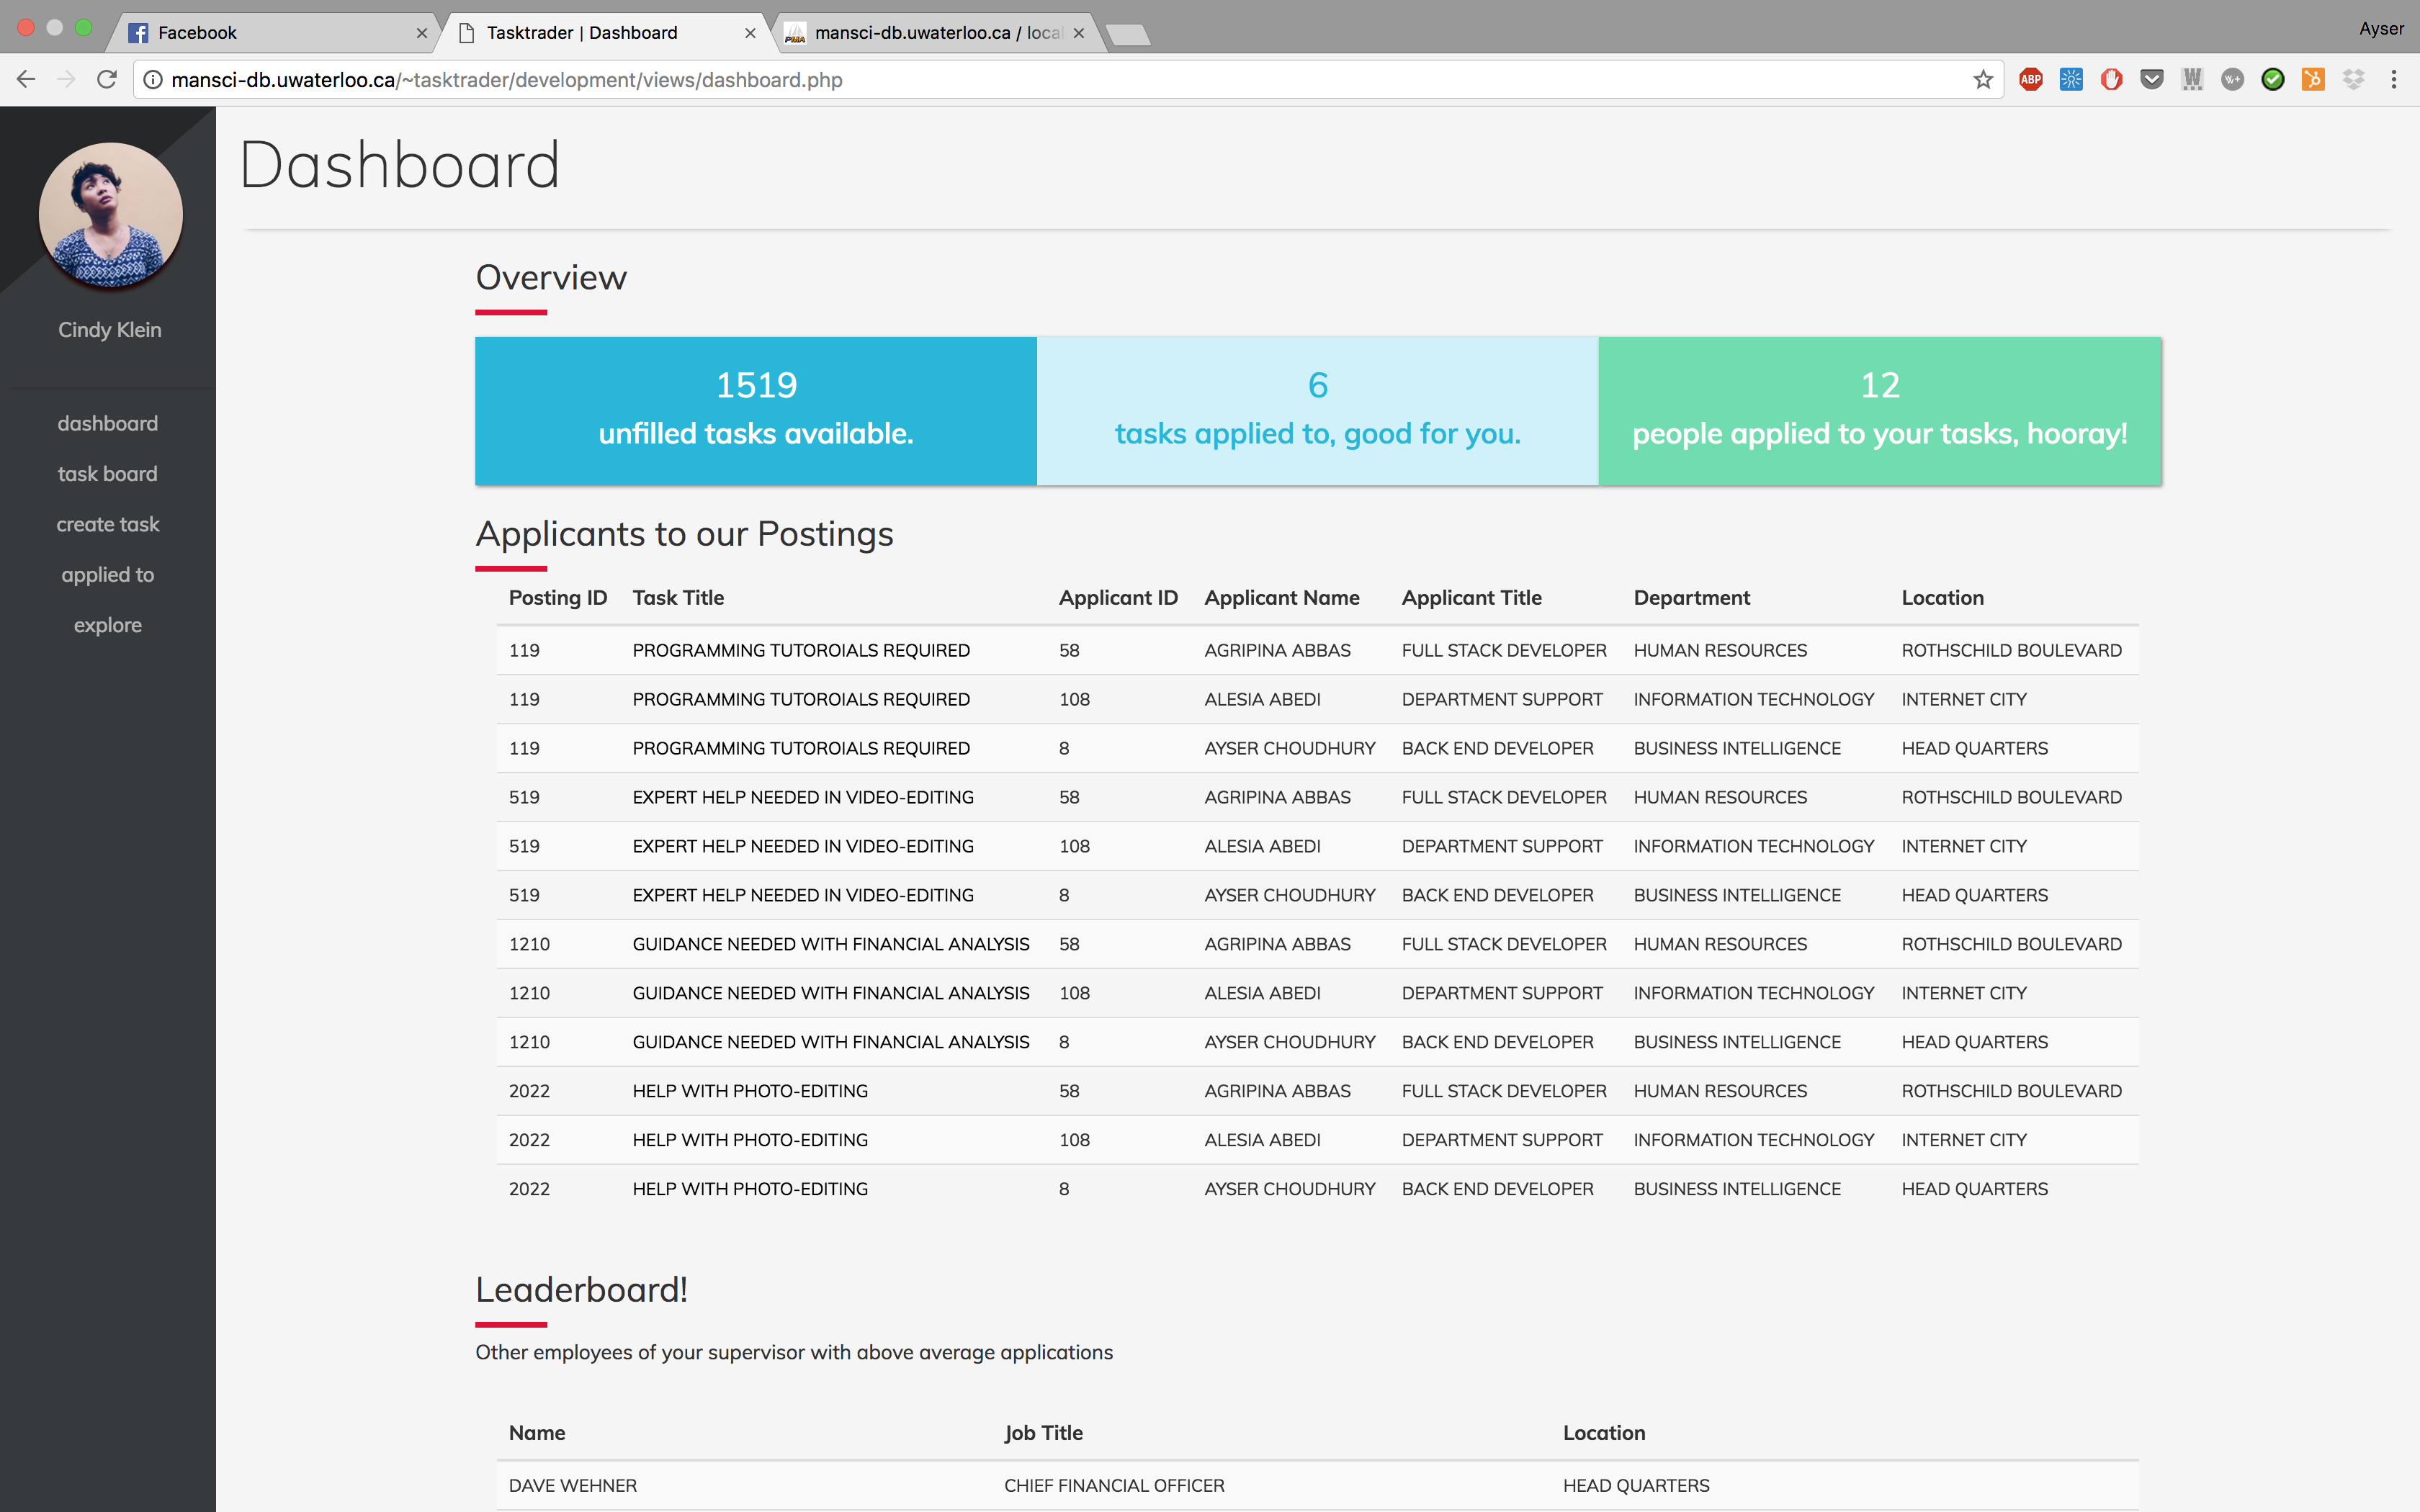 Facebook
Tasktrader | Dashboard
mansci-db.uwaterloo.ca / loca
Ayser
mansci-db.uwaterloo.ca/~tasktrader/development/views/dashboard.php
ABP
W
W+
Cindy Klein
dashboard
task board
create task
applied to
explore
Dashboard
Overview
1519
unfilled tasks available.
6
tasks applied to, good for you.
12
people applied to your tasks, hooray!
Applicants to our Postings
Posting ID Task Title Applicant ID Applicant Name Applicant Title Department Location
119 PROGRAMMING TUTOROIALS REQUIRED 58 AGRIPINA ABBAS FULL STACK DEVELOPER HUMAN RESOURCES ROTHSCHILD BOULEVARD
119 PROGRAMMING TUTOROIALS REQUIRED 108 ALESIA ABEDI DEPARTMENT SUPPORT INFORMATION TECHNOLOGY INTERNET CITY
119 PROGRAMMING TUTOROIALS REQUIRED 8 AYSER CHOUDHURY BACK END DEVELOPER BUSINESS INTELLIGENCE HEAD QUARTERS
519 EXPERT HELP NEEDED IN VIDEO-EDITING 58 AGRIPINA ABBAS FULL STACK DEVELOPER HUMAN RESOURCES ROTHSCHILD BOULEVARD
519 EXPERT HELP NEEDED IN VIDEO-EDITING 108 ALESIA ABEDI DEPARTMENT SUPPORT INFORMATION TECHNOLOGY INTERNET CITY
519 EXPERT HELP NEEDED IN VIDEO-EDITING 8 AYSER CHOUDHURY BACK END DEVELOPER BUSINESS INTELLIGENCE HEAD QUARTERS
1210 GUIDANCE NEEDED WITH FINANCIAL ANALYSIS 58 AGRIPINA ABBAS FULL STACK DEVELOPER HUMAN RESOURCES ROTHSCHILD BOULEVARD
1210 GUIDANCE NEEDED WITH FINANCIAL ANALYSIS 108 ALESIA ABEDI DEPARTMENT SUPPORT INFORMATION TECHNOLOGY INTERNET CITY
1210 GUIDANCE NEEDED WITH FINANCIAL ANALYSIS 8 AYSER CHOUDHURY BACK END DEVELOPER BUSINESS INTELLIGENCE HEAD QUARTERS
2022 HELP WITH PHOTO-EDITING 58 AGRIPINA ABBAS FULL STACK DEVELOPER HUMAN RESOURCES ROTHSCHILD BOULEVARD
2022 HELP WITH PHOTO-EDITING 108 ALESIA ABEDI DEPARTMENT SUPPORT INFORMATION TECHNOLOGY INTERNET CITY
2022 HELP WITH PHOTO-EDITING 8 AYSER CHOUDHURY BACK END DEVELOPER BUSINESS INTELLIGENCE HEAD QUARTERS
Leaderboard!
Other employees of your supervisor with above average applications
Name Job Title Location
DAVE WEHNER CHIEF FINANCIAL OFFICER HEAD QUARTERS